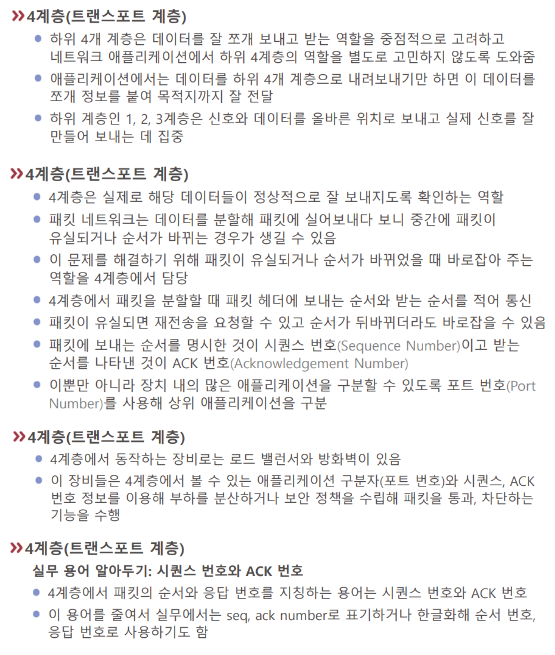 4계층(트랜스포트 계층)
하위 4개 계층은 데이터를 잘 쪼개 보내고 받는 역할을 중점적으로 고려하고
네트워크 애플리케이션에서 하위 4계층의 역할을 별도로 고민하지 않도록 도와줌
애플리케이션에서는 데이터를 하위 4개 계층으로 내려보내기만 하면 이 데이터를
쪼개 정보를 붙여 목적지까지 잘 전달
하위 계층인 1, 2, 3계층은 신호와 데이터를 올바른 위치로 보내고 실제 신호를 잘
만들어 보내는 데 집중
4계층(트랜스포트 계층)
4계층은 실제로 해당 데이터들이 정상적으로 잘 보내지도록 확인하는 역할
패킷 네트워크는 데이터를 분할해 패킷에 실어보내다 보니 중간에 패킷이
유실되거나 순서가 바뀌는 경우가 생길 수 있음
이 문제를 해결하기 위해 패킷이 유실되거나 순서가 바뀌었을 때 바로잡아 주는
역할을 4계층에서 담당
4계층에서 패킷을 분할할 때 패킷 헤더에 보내는 순서와 받는 순서를 적어 통신
패킷이 유실되면 재전송을 요청할 수 있고 순서가 뒤바뀌더라도 바로잡을 수 있음
패킷에 보내는 순서를 명시한 것이 시퀀스 번호(Sequence Number)이고 받는
순서를 나타낸 것이 ACK 번호(Acknowledgement Number)
이뿐만 아니라 장치 내의 많은 애플리케이션을 구분할 수 있도록 포트 번호(Port
Number)를 사용해 상위 애플리케이션을 구분
4계층(트랜스포트 계층)
4계층에서 동작하는 장비로는 로드 밸런서와 방화벽이 있음
이 장비들은 4계층에서 볼 수 있는 애플리케이션 구분자(포트 번호)와 시퀀스, ACK
번호 정보를 이용해 부하를 분산하거나 보안 정책을 수립해 패킷을 통과, 차단하는
기능을 수행
4계층(트랜스포트 계층)
실무 용어 알아두기: 시퀀스 번호와 ACK 번호
4계층에서 패킷의 순서와 응답 번호를 지칭하는 용어는 시퀀스 번호와 ACK 번호
이 용어를 줄여서 실무에서는 seq, ack number로 표기하거나 한글화해 순서 번호,
응답 번호로 사용하기도 함